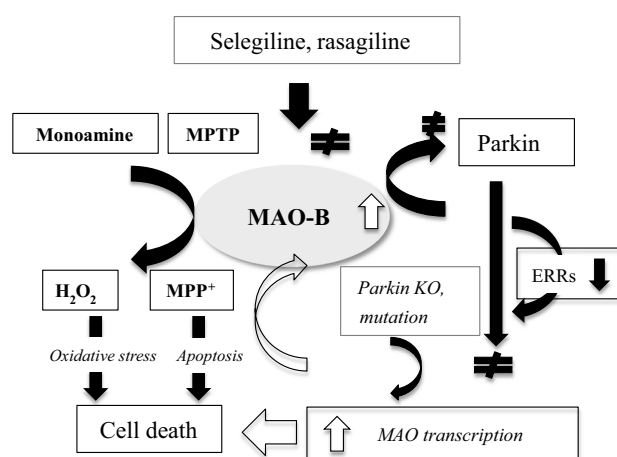 Selegiline, rasagiline
Monoamine
MPTP
Parkin
MAO-B
ERRs
H₂O₂
MPP⁺
Parkin KO,
mutation
Oxidative stress
Apoptosis
Cell death
MAO transcription